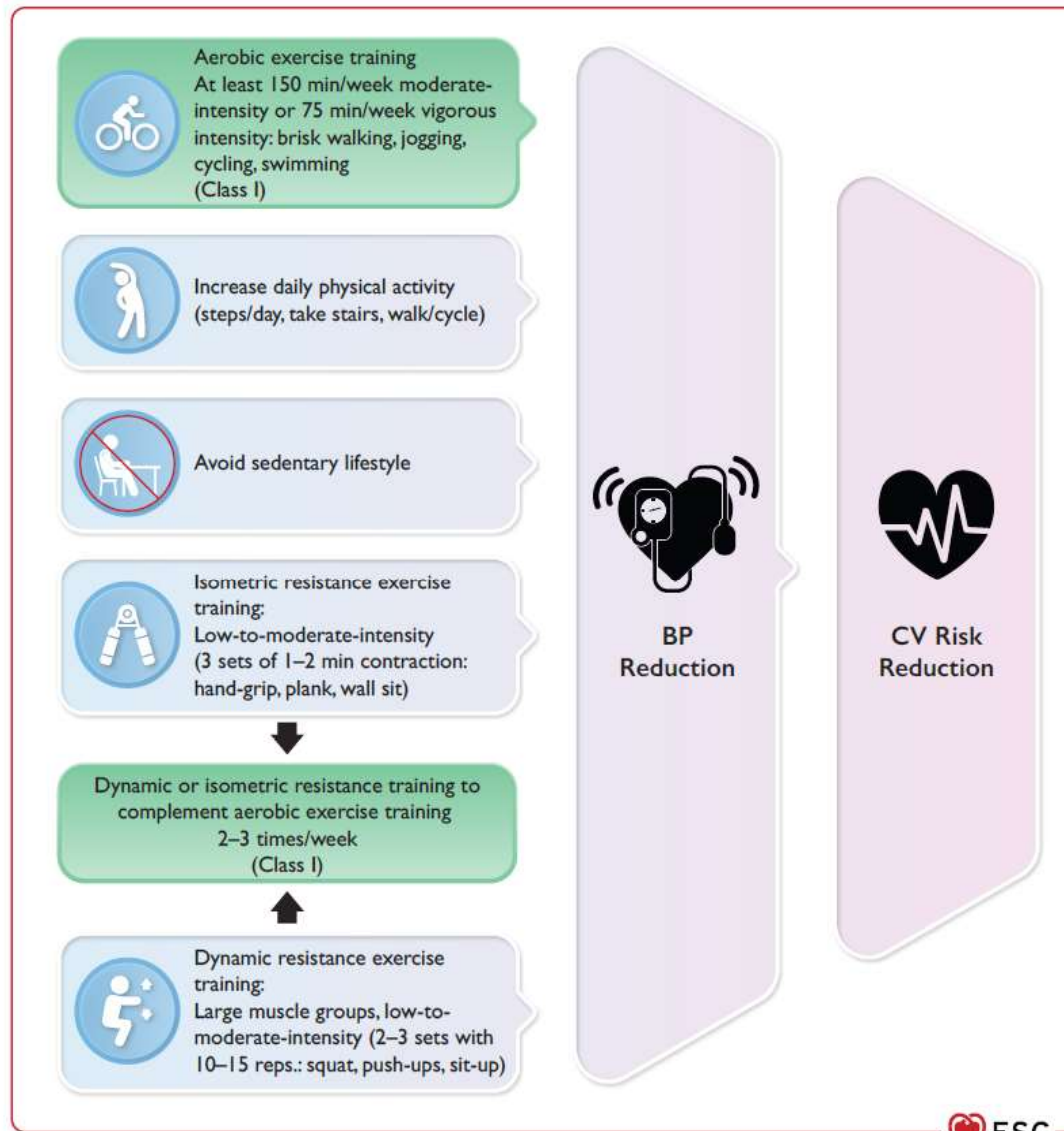 Aerobic exercise training
At least 150 min/week moderate-
intensity or 75 min/week vigorous
intensity: brisk walking, jogging,
cycling, swimming
(Class I)
Increase daily physical activity
(steps/day, take stairs, walk/cycle)
Avoid sedentary lifestyle
Isometric resistance exercise
training:
Low-to-moderate-intensity
(3 sets of 1–2 min contraction:
hand-grip, plank, wall sit)
Dynamic or isometric resistance training to
complement aerobic exercise training
2–3 times/week
(Class I)
Dynamic resistance exercise
training:
Large muscle groups, low-to-
moderate-intensity (2–3 sets with
10–15 reps.: squat, push-ups, sit-up)
BP
Reduction
CV Risk
Reduction
ESC